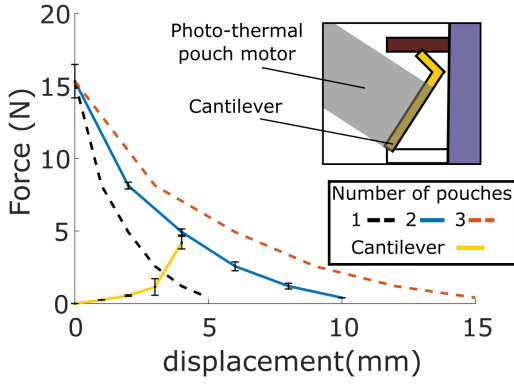 20
15
10
5
0
Force (N)
0
5
10
15
displacement(mm)
Photo-thermal
pouch motor
Cantilever
Number of pouches
1 2 3
Cantilever